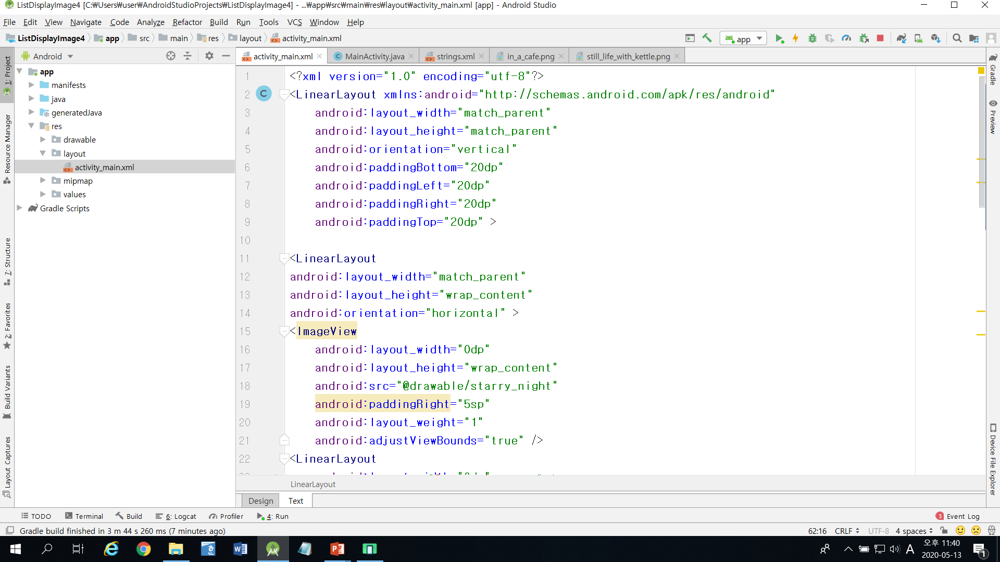 ListDisplayImage4 [C:₩Users₩user₩AndroidStudioProjects₩ListDisplayImage4] - ...₩app₩src₩main₩res₩layout₩activity_main.xml [app] - Android Studio
File Edit View Navigate Code Analyze Refactor Build Run Tools VCS Window Help
ListDisplayImage4 app src main res layout activity_main.xml app
Android
activity_main.xml MainActivity.java strings.xml in_a_cafe.png still_life_with_kettle.png
app
manifests
java
generatedJava
res
drawable
layout
activity_main.xml
mipmap
values
Gradle Scripts
1: Project
Resource Manager
7: Structure
2: Favorites
Build Variants
Layout Captures
1 <?xml version="1.0" encoding="utf-8"?>
2 C <LinearLayout xmlns:android="http://schemas.android.com/apk/res/android"
3 android:layout_width="match_parent"
4 android:layout_height="match_parent"
5 android:orientation="vertical"
6 android:paddingBottom="20dp"
7 android:paddingLeft="20dp"
8 android:paddingRight="20dp"
9 android:paddingTop="20dp" >
10
11 <LinearLayout
12 android:layout_width="match_parent"
13 android:layout_height="wrap_content"
14 android:orientation="horizontal" >
15 <ImageView
16 android:layout_width="0dp"
17 android:layout_height="wrap_content"
18 android:src="@drawable/starry_night"
19 android:paddingRight="5sp"
20 android:layout_weight="1"
21 android:adjustViewBounds="true" />
22 <LinearLayout
LinearLayout
Design Text
Gradle
Preview
Device File Explorer
TODO Terminal Build 6: Logcat Profiler 4: Run 3 Event Log
Gradle build finished in 3 m 44 s 260 ms (7 minutes ago) 62:16 CRLF UTF-8 4 spaces
A 오후 11:40
2020-05-13
1